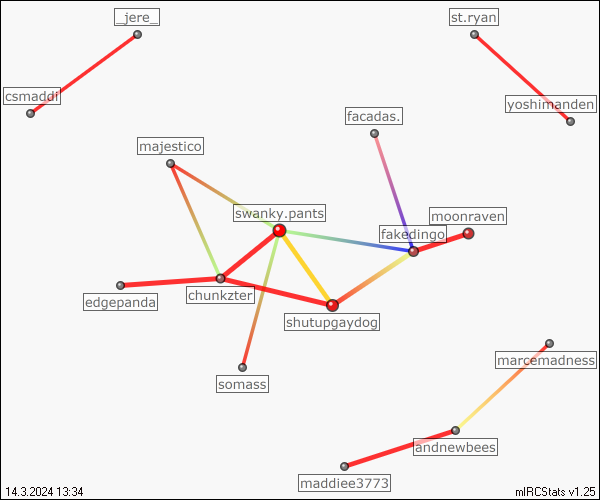 _jere_
st.ryan
csmaddi
yoshimanden
facadas.
majestico
swanky.pants
moonraven
fakedingo
edgepanda
chunkzter
shutupgaydog
marcemadness
somass
andnewbees
maddiee3773
14.3.2024 13:34
mIRCStats v1.25